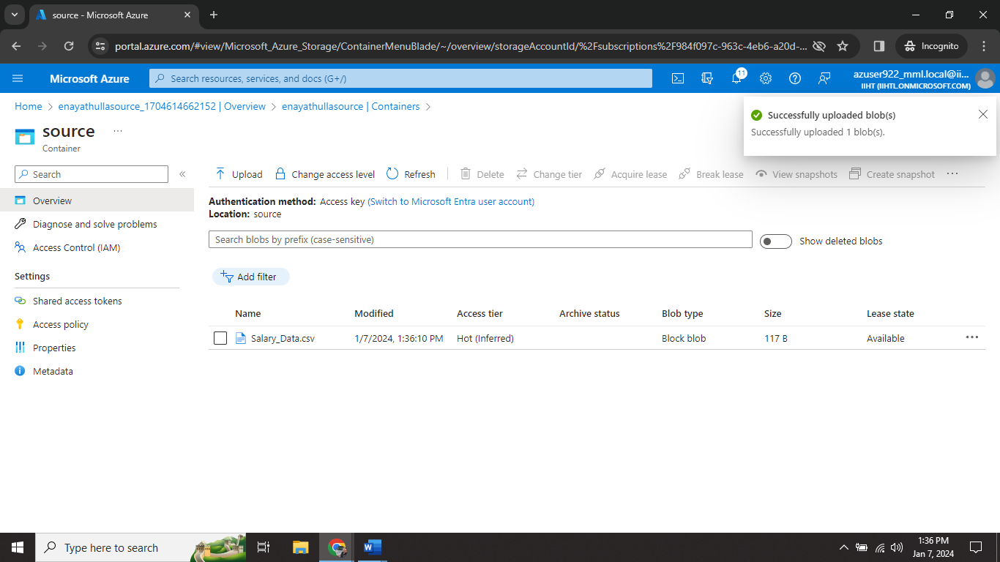 source - Microsoft Azure
portal.azure.com/#view/Microsoft_Azure_Storage/ContainerMenuBlade/~/overview/storageAccountId/%2Fsubscriptions%2F984f097c-963c-4eb6-a20d-...
Incognito
Microsoft Azure
Search resources, services, and docs (G+/)
11
azuser922_mml.local@ii...
IIHT (IIHTL.ONMICROSOFT.COM)
Home > enayathullasource_1704614662152 | Overview > enayathullasource | Containers >
source ...
Container
Successfully uploaded blob(s)
Successfully uploaded 1 blob(s).
Search
Upload Change access level Refresh Delete Change tier Acquire lease Break lease View snapshots Create snapshot ...
Overview
Diagnose and solve problems
Access Control (IAM)
Settings
Shared access tokens
Access policy
Properties
Metadata
Authentication method: Access key (Switch to Microsoft Entra user account)
Location: source
Search blobs by prefix (case-sensitive)
Show deleted blobs
Add filter
Name Modified Access tier Archive status Blob type Size Lease state
Salary_Data.csv 1/7/2024, 1:36:10 PM Hot (Inferred) Block blob 117 B Available ...
Type here to search
1:36 PM
Jan 7, 2024